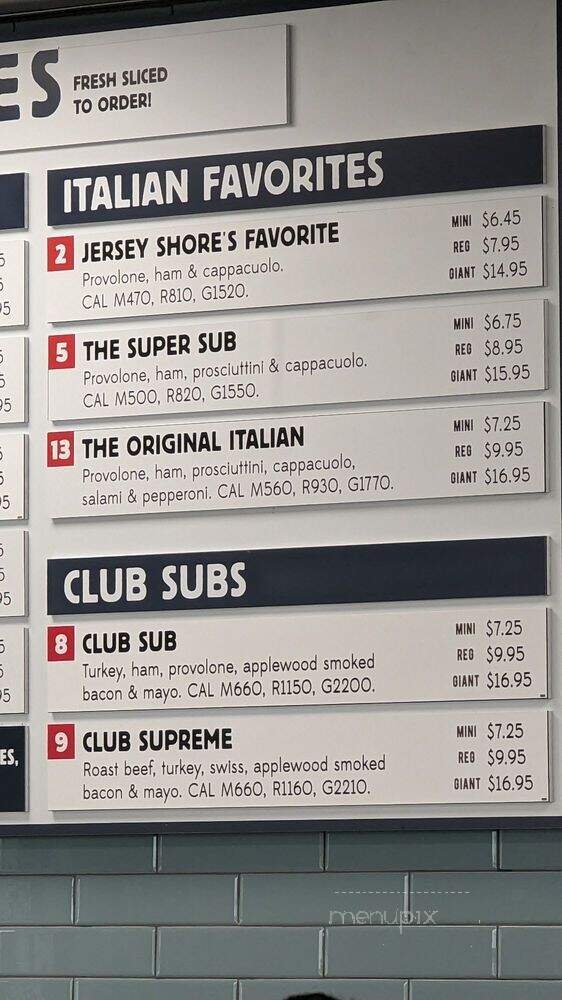 ES
FRESH SLICED
TO ORDER!
ITALIAN FAVORITES
2 JERSEY SHORE'S FAVORITE
Provolone, ham & cappacuolo.
CAL M470, R810, G1520.
MINI $6.45
REG $7.95
GIANT $14.95
5 THE SUPER SUB
Provolone, ham, prosciuttini & cappacuolo.
CAL M500, R820, G1550.
MINI $6.75
REG $8.95
GIANT $15.95
13 THE ORIGINAL ITALIAN
Provolone, ham, prosciuttini, cappacuolo,
salami & pepperoni. CAL M560, R930, G1770.
MINI $7.25
REG $9.95
GIANT $16.95
CLUB SUBS
8 CLUB SUB
Turkey, ham, provolone, applewood smoked
bacon & mayo. CAL M660, R1150, G2200.
MINI $7.25
REG $9.95
GIANT $16.95
9 CLUB SUPREME
Roast beef, turkey, swiss, applewood smoked
bacon & mayo. CAL M660, R1160, G2210.
MINI $7.25
REG $9.95
GIANT $16.95
ES,
menupix